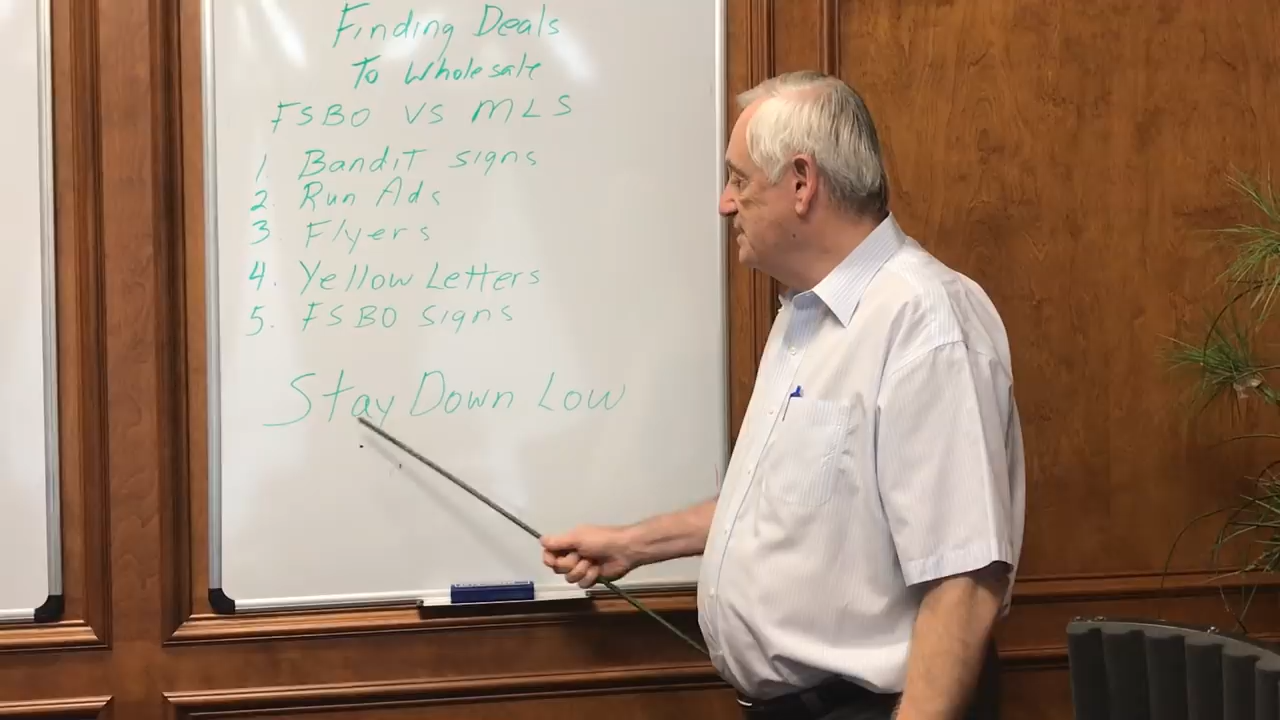 Finding Deals
To Wholesale
FSBO VS MLS
1. Bandit signs
2. Run Ads
3. Flyers
4. Yellow Letters
5. FSBO signs
Stay Down Low